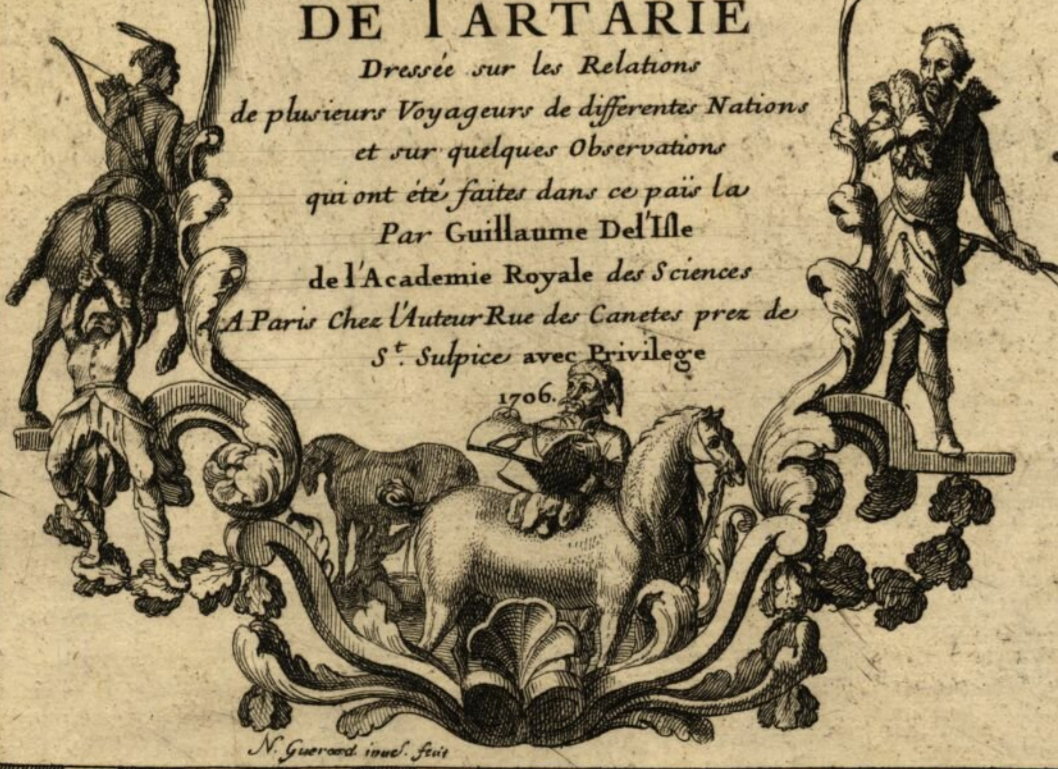 DE TARTARIE
Dressée sur les Relations
de plusieurs Voyageurs de differentes Nations
et sur quelques Observations
qui ont été faites dans ce païs la
Par Guillaume Del'Isle
de l'Academie Royale des Sciences
A Paris Chez l'Auteur Rue des Canetes prez de
St. Sulpice avec Privilege
1706.
N. Guerard inuel. fecit